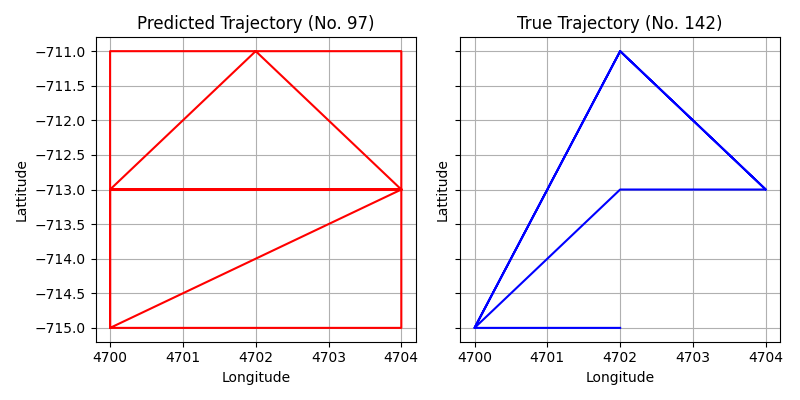 Predicted Trajectory (No. 97)
True Trajectory (No. 142)
−711.0
−711.5
−712.0
−712.5
−713.0
−713.5
−714.0
−714.5
−715.0
Lattitude
Lattitude
4700 4701 4702 4703 4704
4700 4701 4702 4703 4704
Longitude
Longitude